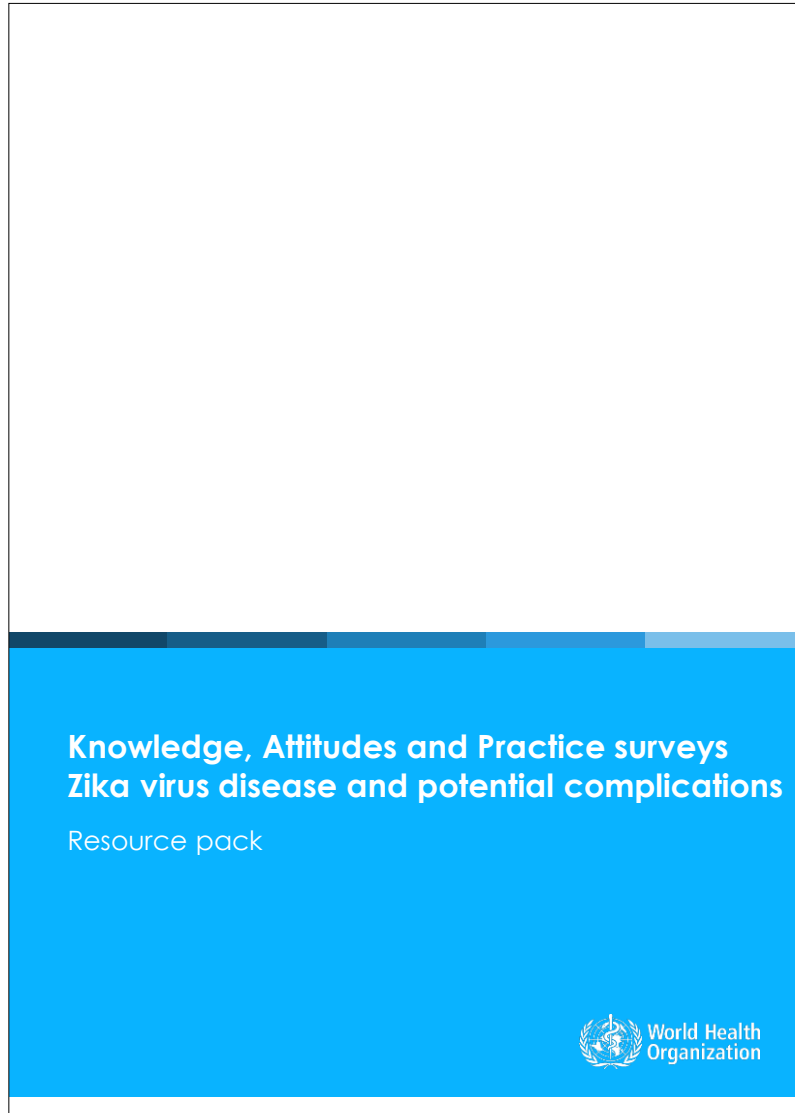 Knowledge, Attitudes and Practice surveys
Zika virus disease and potential complications
Resource pack
World Health
Organization